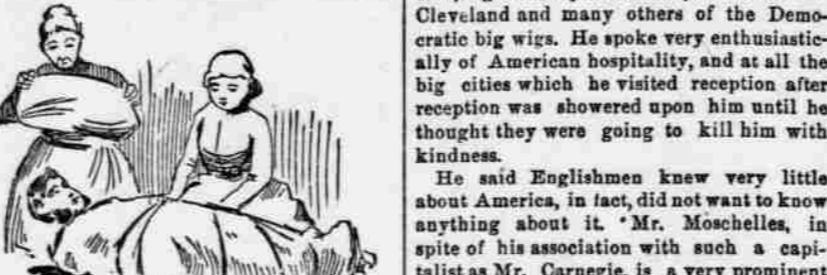 Cleveland and many others of the Demo-
cratic big wigs. He spoke very enthusiastic-
ally of American hospitality, and at all the
big cities which he visited reception after
reception was showered upon him until he
thought they were going to kill him with
kindness.
He said Englishmen knew very little
about America, in fact, did not want to know
anything about it. Mr. Moschelles, in
spite of his association with such a capi-
talist as Mr. Carnegie, is a very prominent